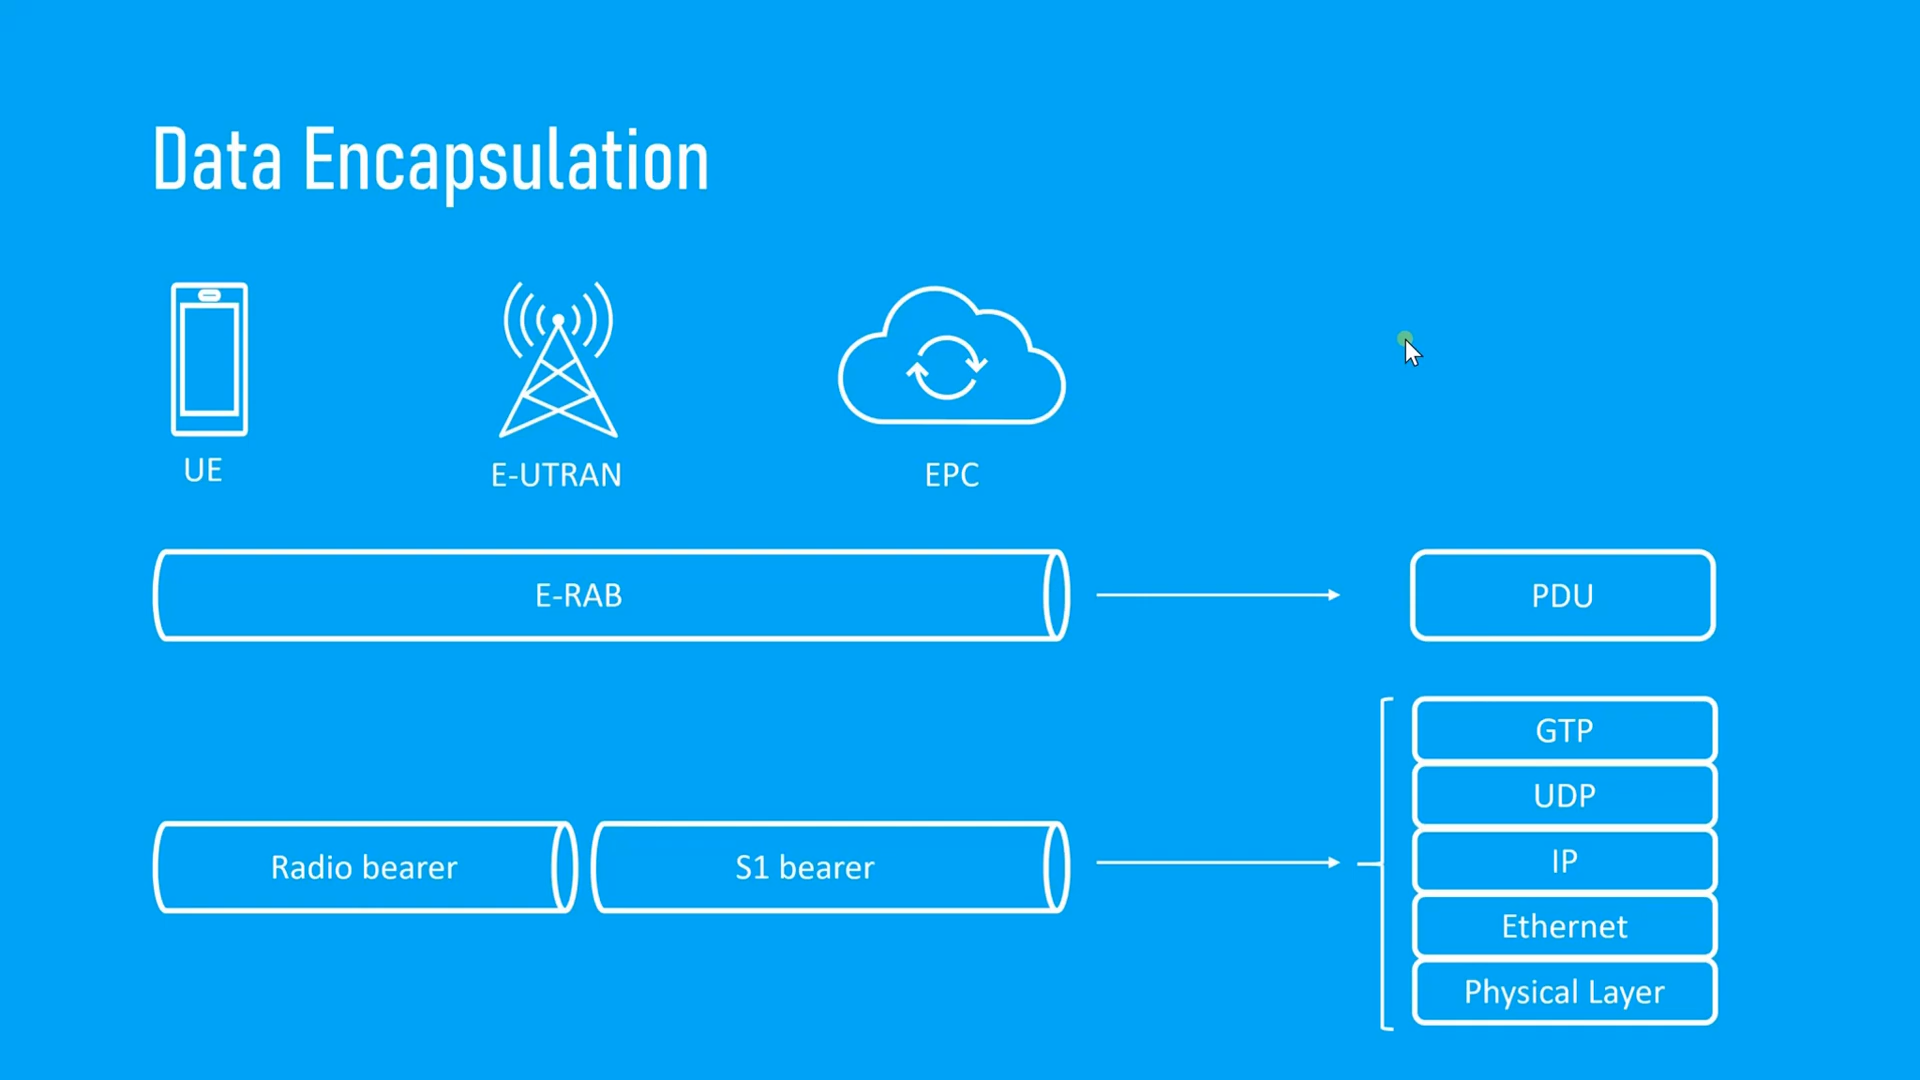 Data Encapsulation
UE
E-UTRAN
EPC
E-RAB
PDU
GTP
UDP
IP
Ethernet
Physical Layer
Radio bearer
S1 bearer